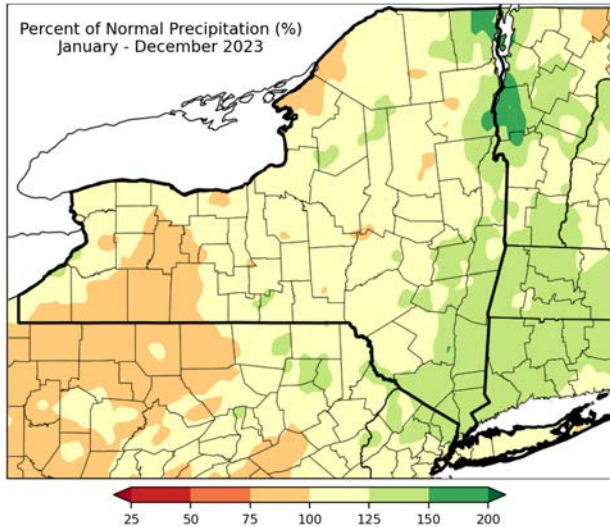 Percent of Normal Precipitation (%)
January - December 2023
25 50 75 100 125 150 200